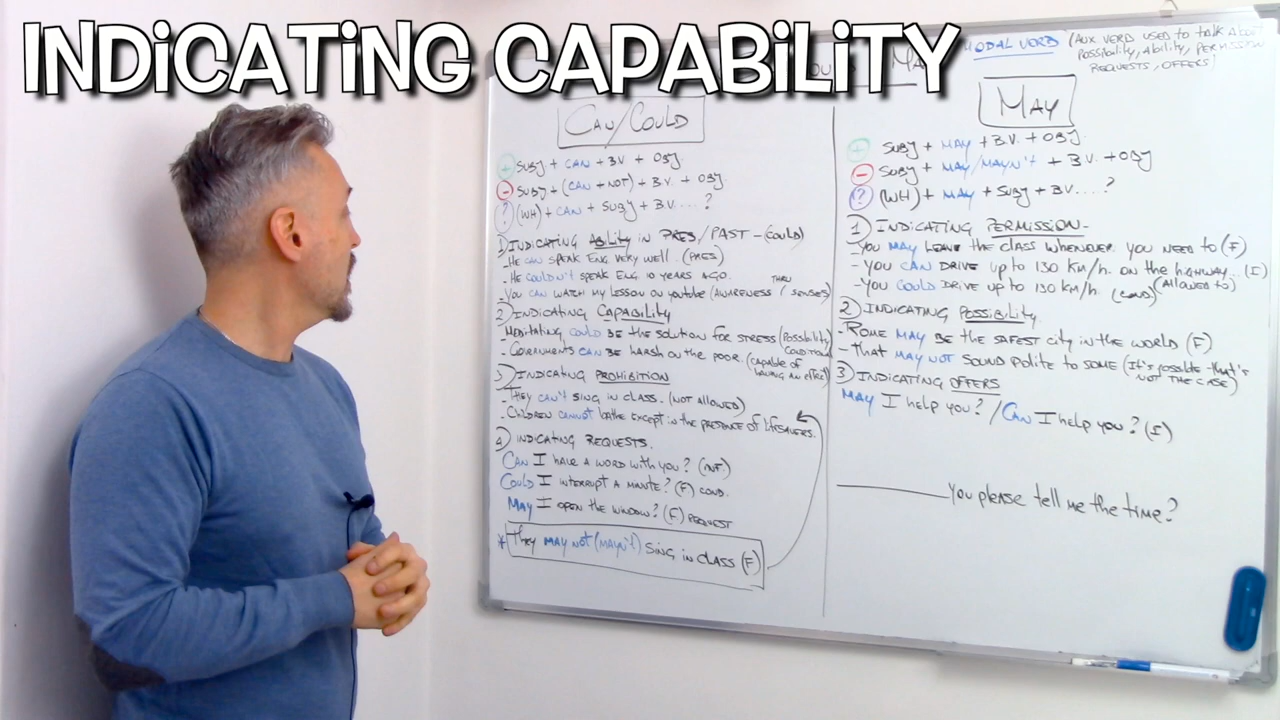 INDICATING CAPABILITY
MODAL VERB (AUX VERB USED to talk About
Possibility, Ability, PERMISSION
REQUESTS, OFFERS)
CAN/COULD
+ SUBJ + CAN + B.V. + OBJ.
- SUBJ + (CAN + NOT) + B.V. + OBJ
? (WH) + CAN + SUBJ + B.V. ... ?
1) INDICATING Ability in PRES/PAST - (COULD)
- HE CAN SPEAK ENG VERY WELL. (PRES)
- HE COULDN'T SPEAK ENG 10 YEARS AGO.
- YOU CAN WATCH MY LESSON ON YOUTUBE (AWARENESS THRU / SENSES)
2) INDICATING CAPABILITY
- Meditating COULD BE the SOLUTION FOR STRESS (Possibility/ CONDITIONAL
- Governments CAN BE HARSH ON the POOR (CAPABLE OF HAVING AN EFFECT)
3) INDICATING PROHIBITION
- THEY CAN'T SING IN CLASS. (NOT ALLOWED)
- Children CANNOT bathe EXCEPT in the PRESENCE OF LIFESAVERS.
4) INDICATING REQUESTS.
CAN I HAVE A WORD WITH YOU? (INT)
COULD I INTERRUPT A MINUTE? (F) COND.
MAY I OPEN the WINDOW? (F) REQUEST
* They MAY NOT (MAYN'T) SING IN CLASS (F)
MAY
+ SUBJ + MAY + B.V. + OBJ.
- SUBJ + MAY/MAYN'T + B.V. + OBJ
? (WH) + MAY + SUBJ + B.V. ... ?
1) INDICATING PERMISSION-
- YOU MAY LEAVE the CLASS WHENEVER YOU NEED to (F)
- YOU CAN DRIVE up to 130 KM/h. ON the HIGHWAY.. (I)
- YOU COULD DRIVE up to 130 KM/h. (COND) (ALLOWED to)
2) INDICATING POSSIBILITY
- ROME MAY BE the SAFEST city IN the WORLD (F)
- THAT MAY NOT SOUND POLITE to SOME (It's possible that's NOT THE CASE)
3) INDICATING OFFERS
MAY I help you? / CAN I help you? (I)
________ you please tell me the time?